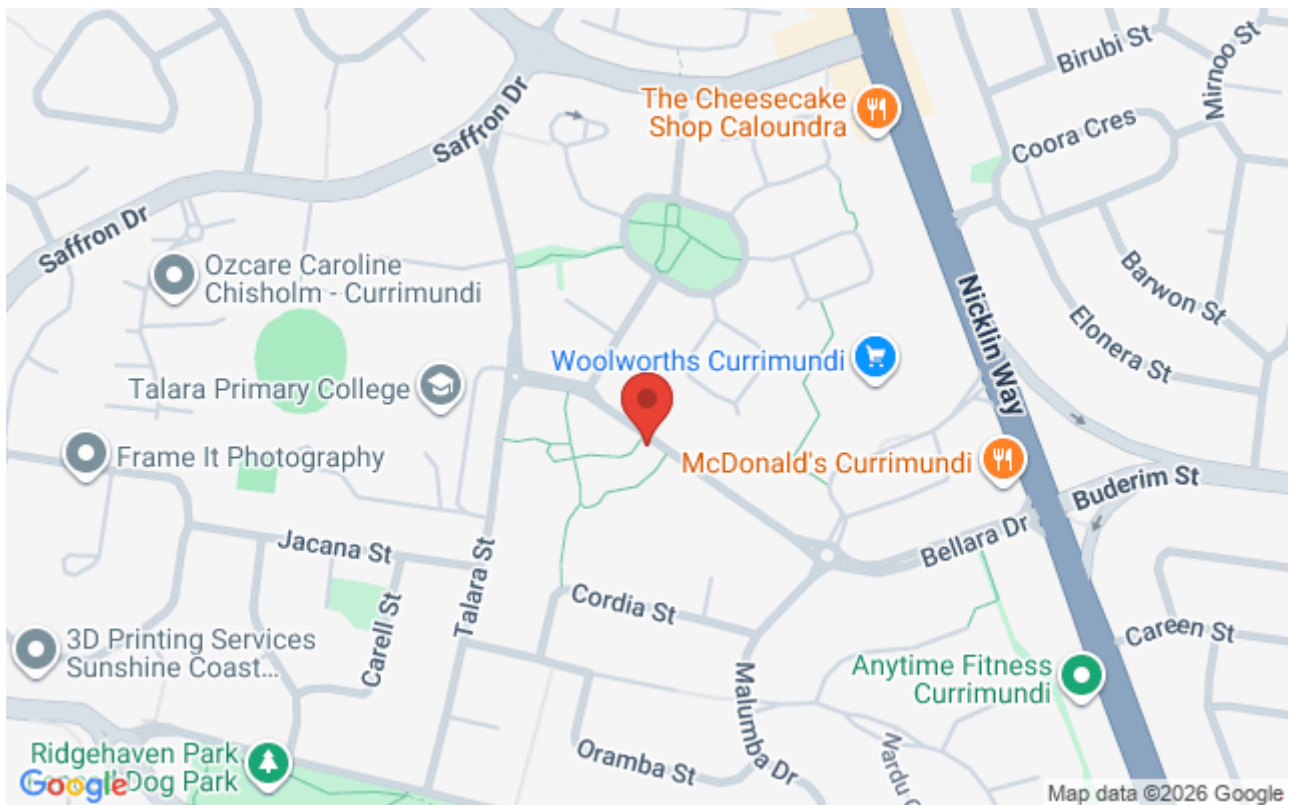 Birubi St
Mirnoo St
The Cheesecake
Shop Caloundra
Saffron Dr
Coora Cres
Saffron Dr
Ozcare Caroline
Chisholm - Currimundi
Barwon St
Nicklin Way
Elonera St
Woolworths Currimundi
Talara Primary College
Frame It Photography
McDonald's Currimundi
Buderim St
Bellara Dr
Jacana St
Talara St
Cordia St
Carell St
3D Printing Services
Sunshine Coast...
Careen St
Anytime Fitness
Currimundi
Malumba Dr
Oramba St
Nardu
Ridgehaven Park
Dog Park
Google
Map data ©2026 Google